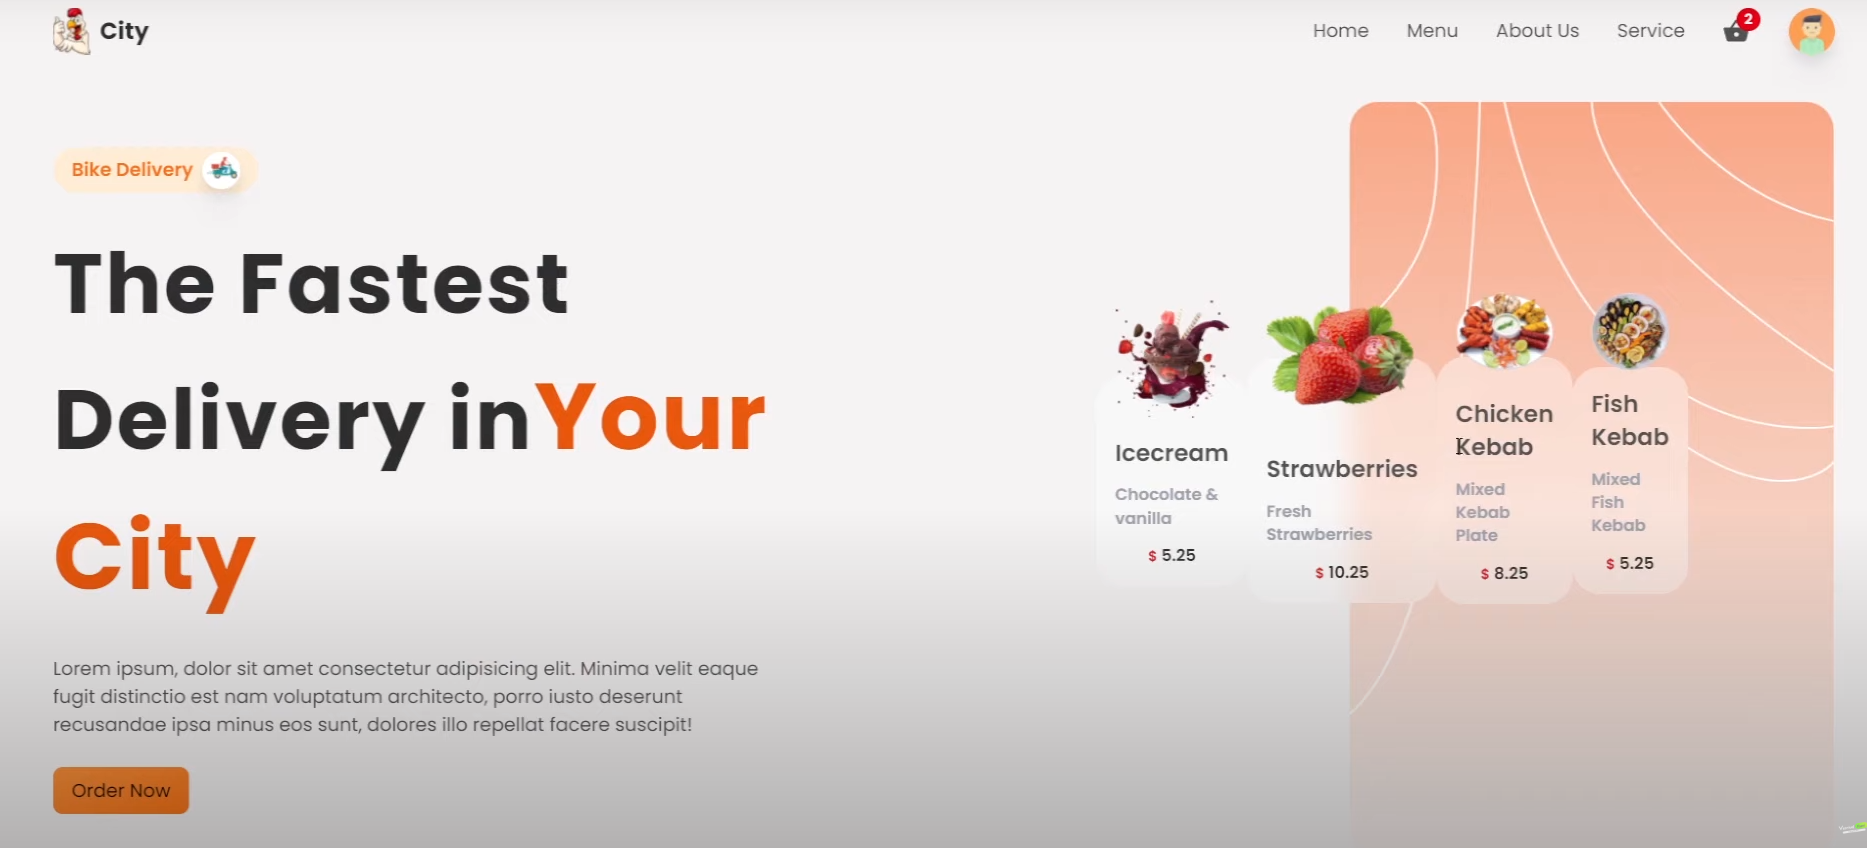 City
Home Menu About Us Service 2
Bike Delivery
The Fastest
Delivery inYour
City
Lorem ipsum, dolor sit amet consectetur adipisicing elit. Minima velit eaque
fugit distinctio est nam voluptatum architecto, porro iusto deserunt
recusandae ipsa minus eos sunt, dolores illo repellat facere suscipit!
Order Now
Icecream
Chocolate &
vanilla
$ 5.25
Strawberries
Fresh
Strawberries
$ 10.25
Chicken
Kebab
Mixed
Kebab
Plate
$ 8.25
Fish
Kebab
Mixed
Fish
Kebab
$ 5.25